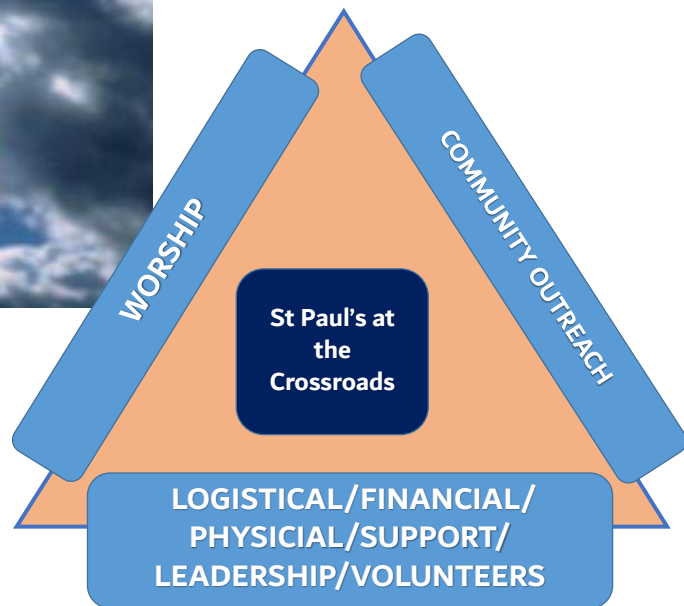 WORSHIP
COMMUNITY OUTREACH
St Paul’s at
the
Crossroads
LOGISTICAL/FINANCIAL/
PHYSICIAL/SUPPORT/
LEADERSHIP/VOLUNTEERS